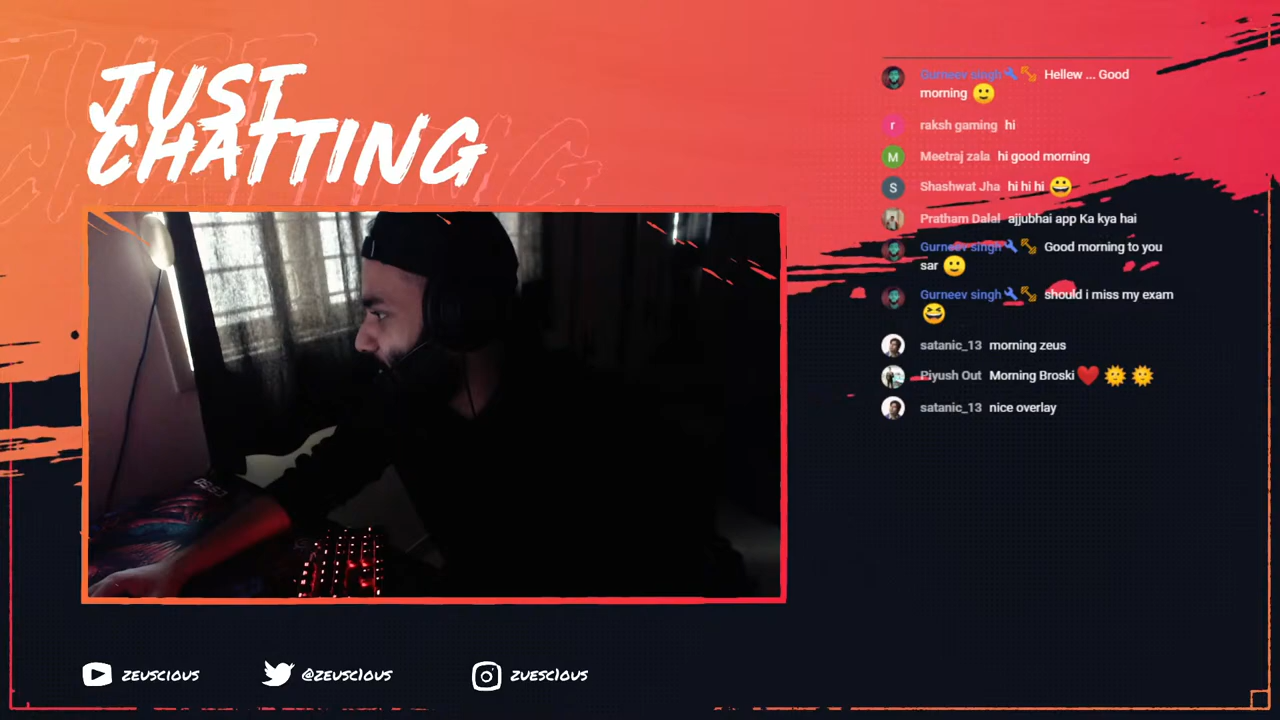 JUST
CHATTING
Gurneev singh Hellew ... Good
morning 🙂
r raksh gaming hi
M Meetraj zala hi good morning
S Shashwat Jha hi hi hi 😀
Pratham Dalal ajjubhai app Ka kya hai
Gurneev singh Good morning to you
sar 🙂
Gurneev singh should i miss my exam
😆
satanic_13 morning zeus
Piyush Out Morning Broski ❤️ 🌞 🌞
satanic_13 nice overlay
ZEUSCIOUS @ZEUSC1OUS ZUESC1OUS